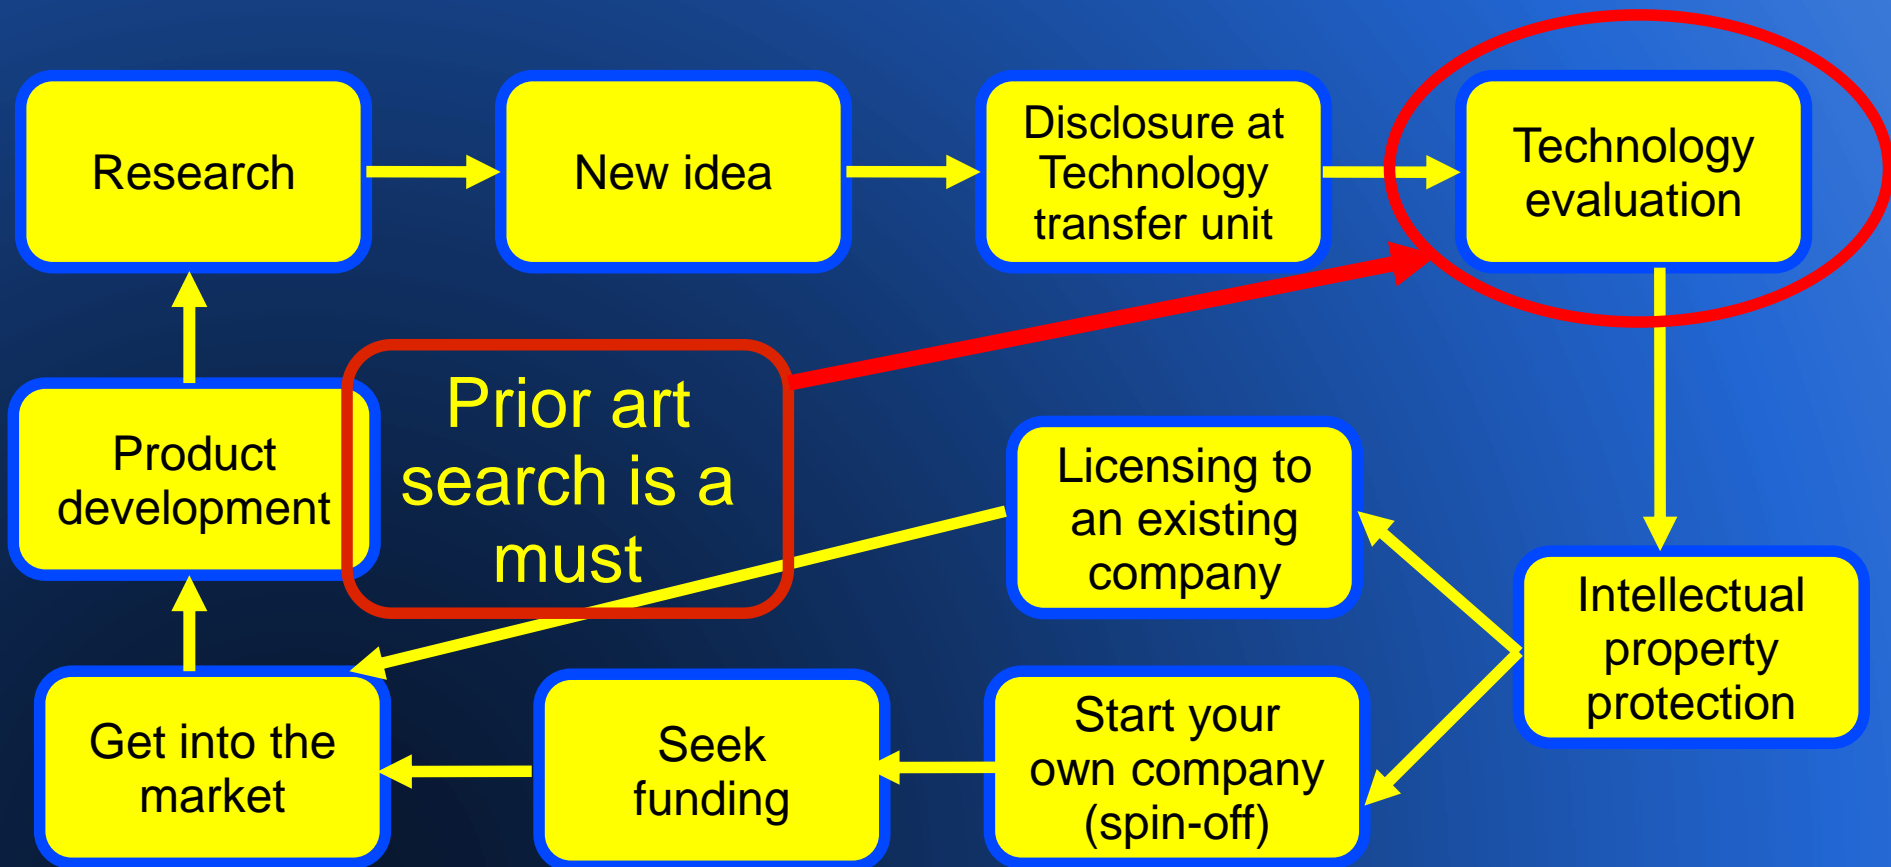 Research
New idea
Disclosure at
Technology
transfer unit
Technology
evaluation
Product
development
Prior art
search is a
must
Licensing to
an existing
company
Intellectual
property
protection
Get into the
market
Seek
funding
Start your
own company
(spin-off)